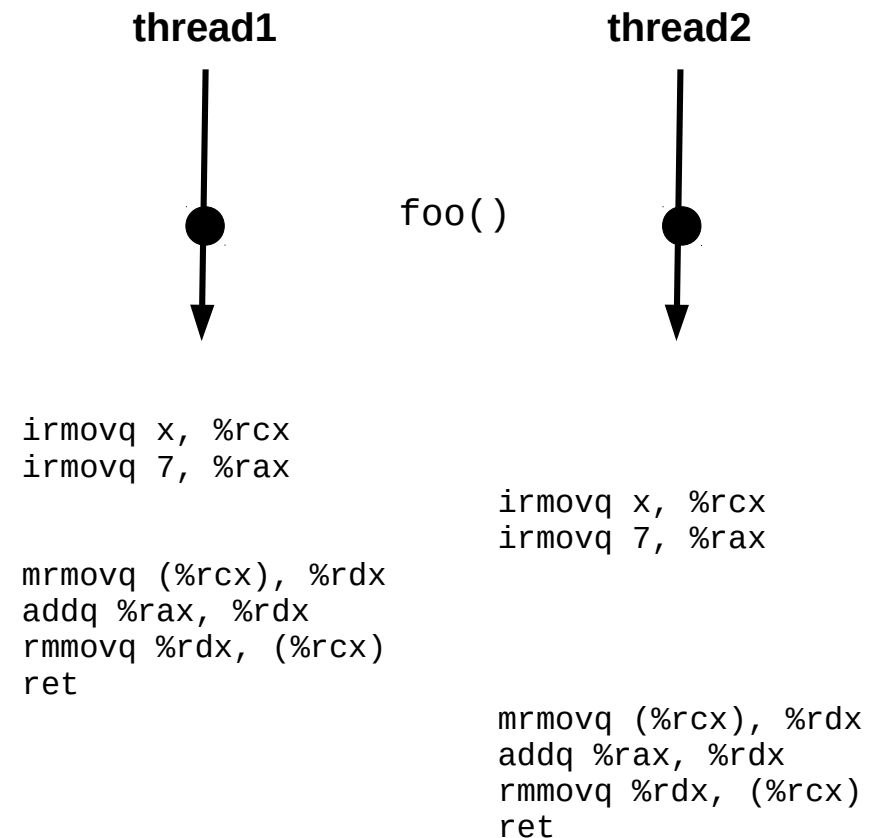 thread1
thread2
foo()
irmovq x, %rcx
irmovq 7, %rax
irmovq x, %rcx
irmovq 7, %rax
mrmovq (%rcx), %rdx
addq %rax, %rdx
rmmovq %rdx, (%rcx)
ret
mrmovq (%rcx), %rdx
addq %rax, %rdx
rmmovq %rdx, (%rcx)
ret